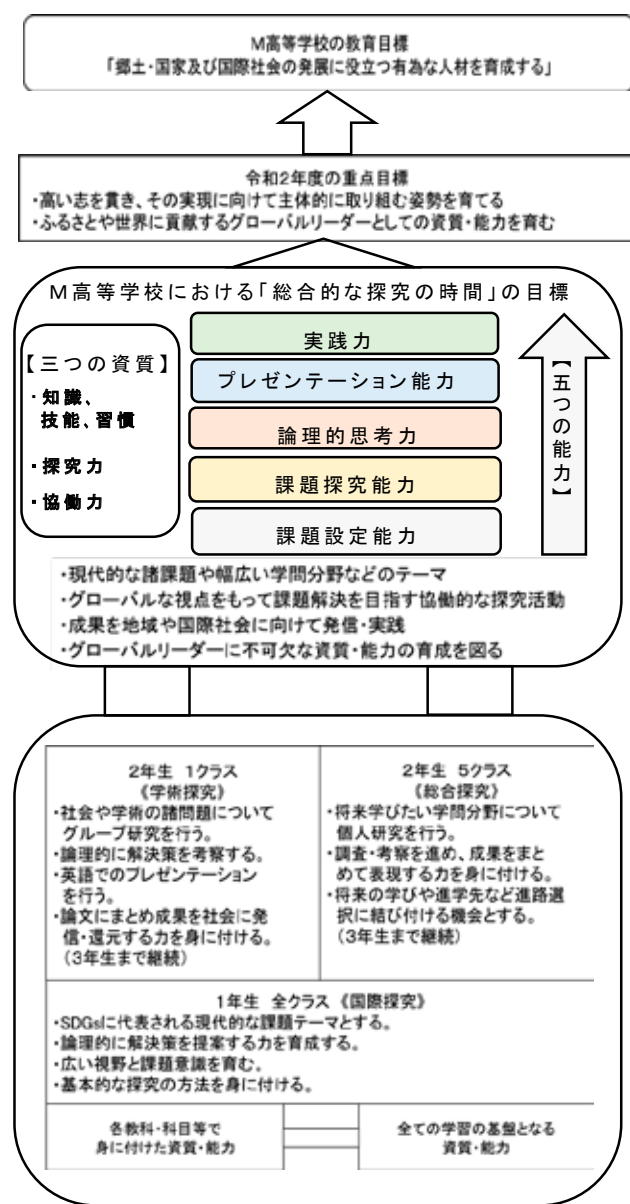 M高等学校の教育目標
「郷土・国家及び国際社会の発展に役立つ有為な人材を育成する」
令和2年度の重点目標
・高い志を貫き、その実現に向けて主体的に取り組む姿勢を育てる
・ふるさとや世界に貢献するグローバルリーダーとしての資質・能力を育む
M高等学校における「総合的な探究の時間」の目標
【三つの資質】
・知識、
技能、習慣
・探究力
・協働力
実践力
プレゼンテーション能力
論理的思考力
課題探究能力
課題設定能力
【五つの能力】
・現代的な諸課題や幅広い学問分野などのテーマ
・グローバルな視点をもって課題解決を目指す協働的な探究活動
・成果を地域や国際社会に向けて発信・実践
・グローバルリーダーに不可欠な資質・能力の育成を図る
2年生 1クラス
《学術探究》
・社会や学術の諸問題について
グループ研究を行う。
・論理的に解決策を考察する。
・英語でのプレゼンテーション
を行う。
・論文にまとめ成果を社会に発
信・還元する力を身に付ける。
(3年生まで継続)
2年生 5クラス
《総合探究》
・将来学びたい学問分野について
個人研究を行う。
・調査・考察を進め、成果をまと
めて表現する力を身に付ける。
・将来の学びや進学先など進路選
択に結び付ける機会とする。
(3年生まで継続)
1年生 全クラス 《国際探究》
・SDGsに代表される現代的な課題テーマとする。
・論理的に解決策を提案する力を育成する。
・広い視野と課題意識を育む。
・基本的な探究の方法を身に付ける。
各教科・科目等で
身に付けた資質・能力
全ての学習の基盤となる
資質・能力